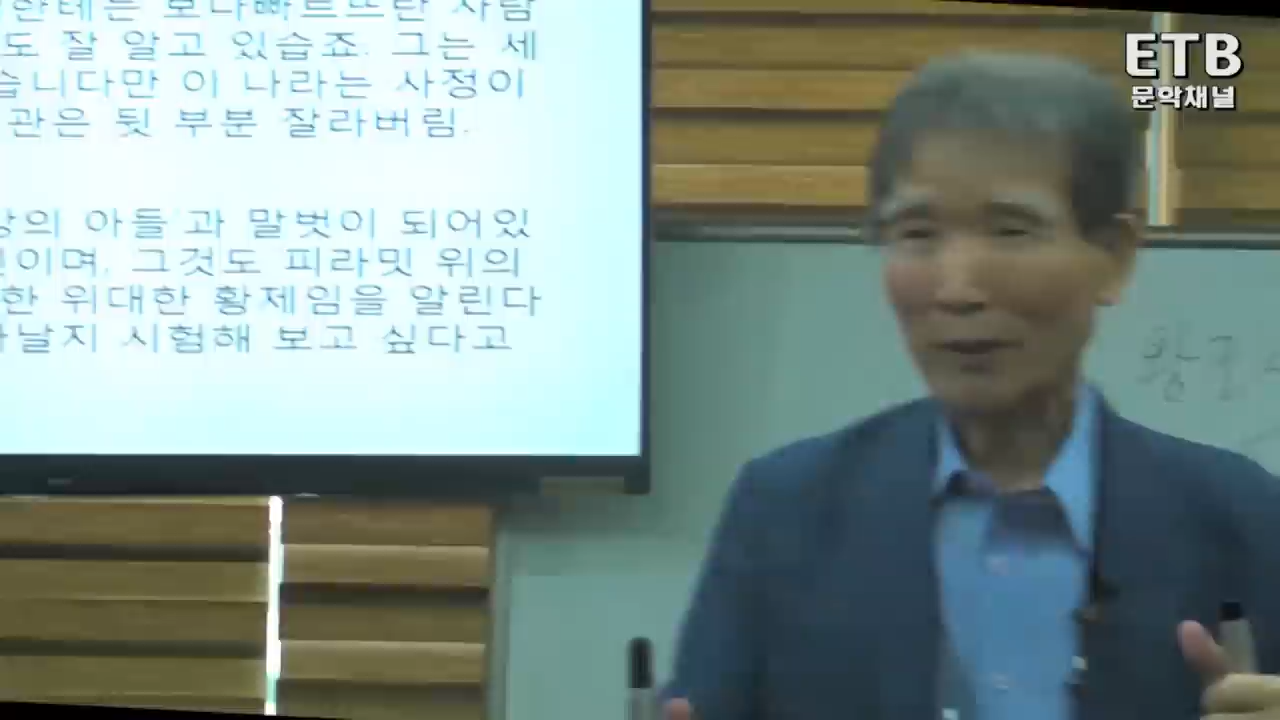 한테는 보나빠르뜨란 사람
도 잘 알고 있습죠. 그는 세
습니다만 이 나라는 사정이
관은 뒷 부분 잘라버림.
의 아들'과 말벗이 되어있
이며, 그것도 피라밋 위의
한 위대한 황제임을 알린다
날지 시험해 보고 싶다고
ETB
문학채널